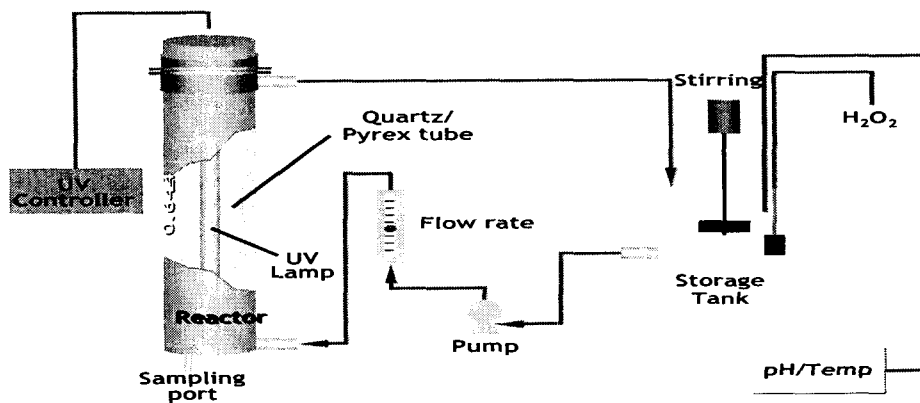 Stirring
H₂O₂
Quartz/
Pyrex tube
UV
Controller
Flow rate
UV
Lamp
Storage
Tank
Reactor
Pump
Sampling
port
pH/Temp